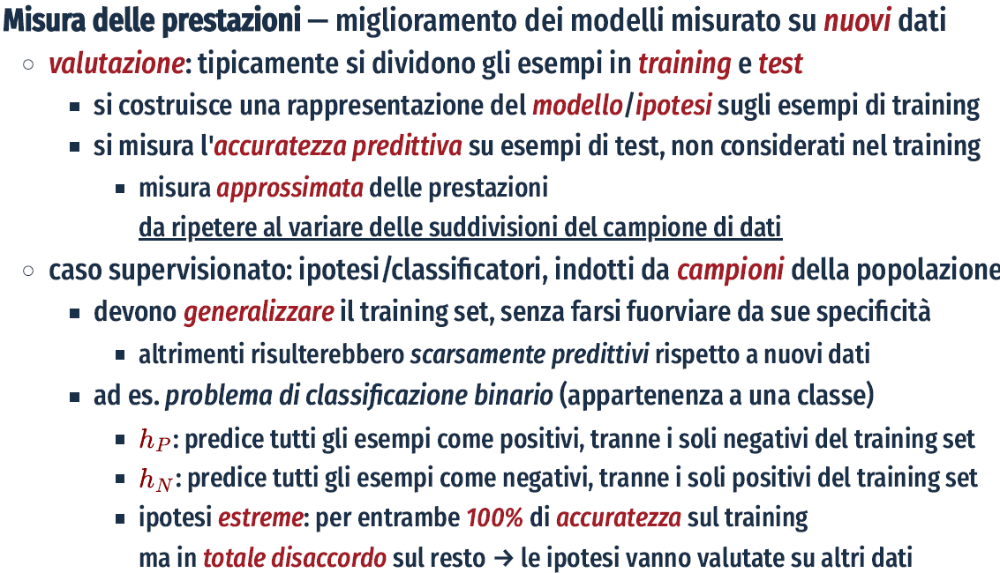 Misura delle prestazioni — miglioramento dei modelli misurato su nuovi dati
valutazione: tipicamente si dividono gli esempi in training e test
si costruisce una rappresentazione del modello/ipotesi sugli esempi di training
si misura l'accuratezza predittiva su esempi di test, non considerati nel training
misura approssimata delle prestazioni
da ripetere al variare delle suddivisioni del campione di dati
caso supervisionato: ipotesi/classificatori, indotti da campioni della popolazione
devono generalizzare il training set, senza farsi fuorviare da sue specificità
altrimenti risulterebbero scarsamente predittivi rispetto a nuovi dati
ad es. problema di classificazione binario (appartenenza a una classe)
h_P: predice tutti gli esempi come positivi, tranne i soli negativi del training set
h_N: predice tutti gli esempi come negativi, tranne i soli positivi del training set
ipotesi estreme: per entrambe 100% di accuratezza sul training
ma in totale disaccordo sul resto → le ipotesi vanno valutate su altri dati